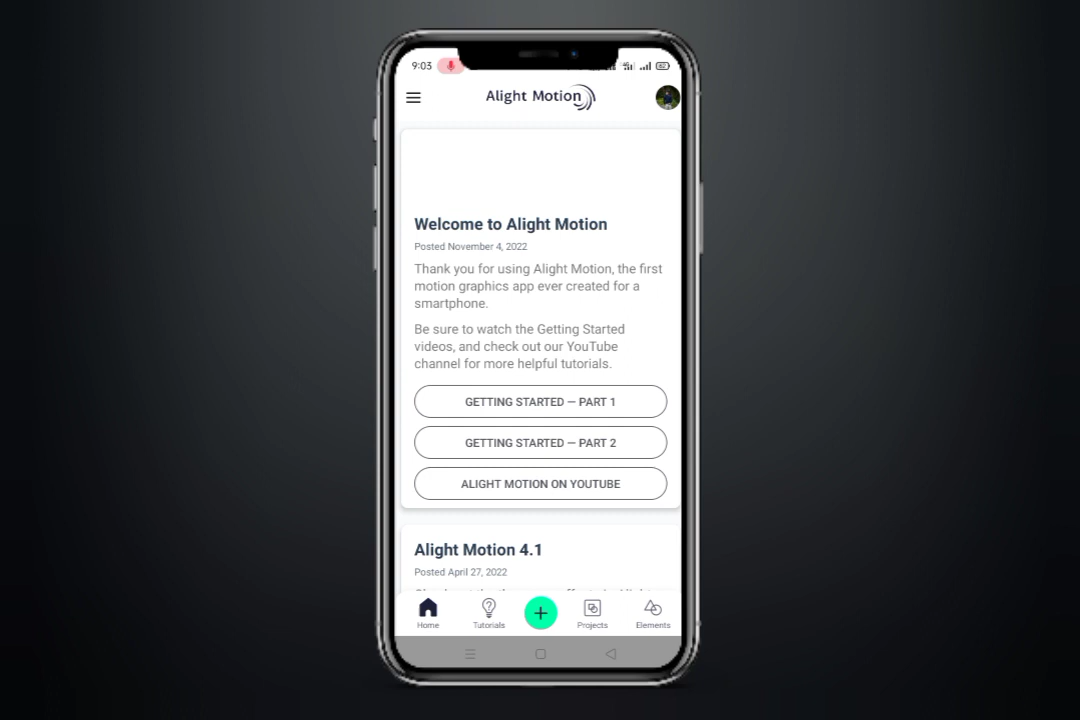 9:03
62
Alight Motion
Welcome to Alight Motion
Posted November 4, 2022
Thank you for using Alight Motion, the first
motion graphics app ever created for a
smartphone.
Be sure to watch the Getting Started
videos, and check out our YouTube
channel for more helpful tutorials.
GETTING STARTED — PART 1
GETTING STARTED — PART 2
ALIGHT MOTION ON YOUTUBE
Alight Motion 4.1
Posted April 27, 2022
Home
Tutorials
Projects
Elements